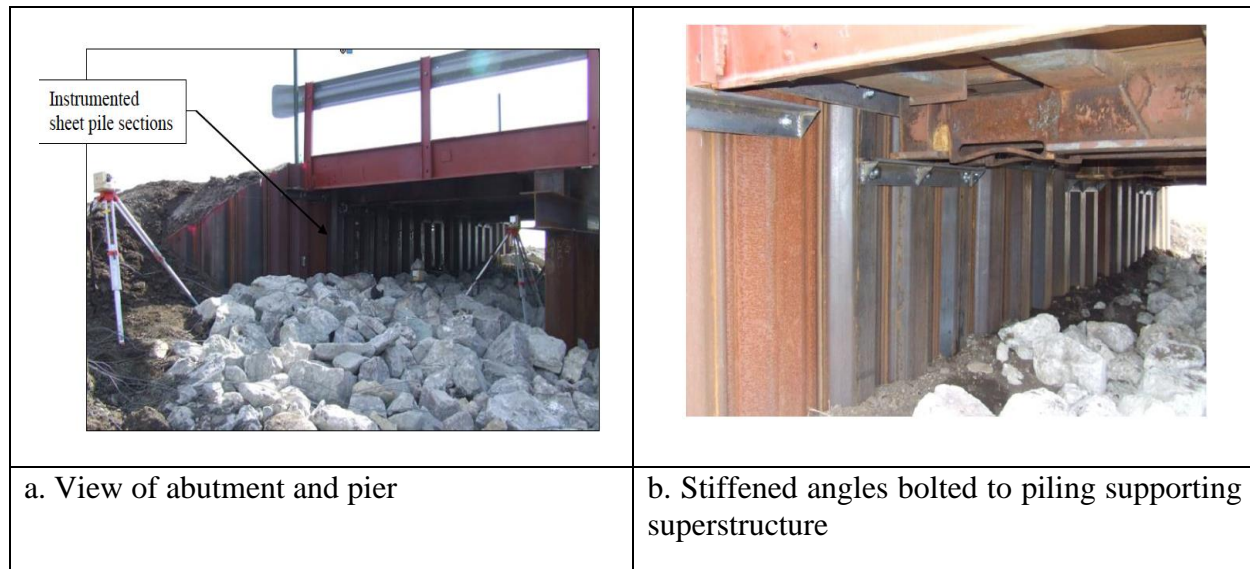 Instrumented
sheet pile sections
a. View of abutment and pier
b. Stiffened angles bolted to piling supporting
superstructure